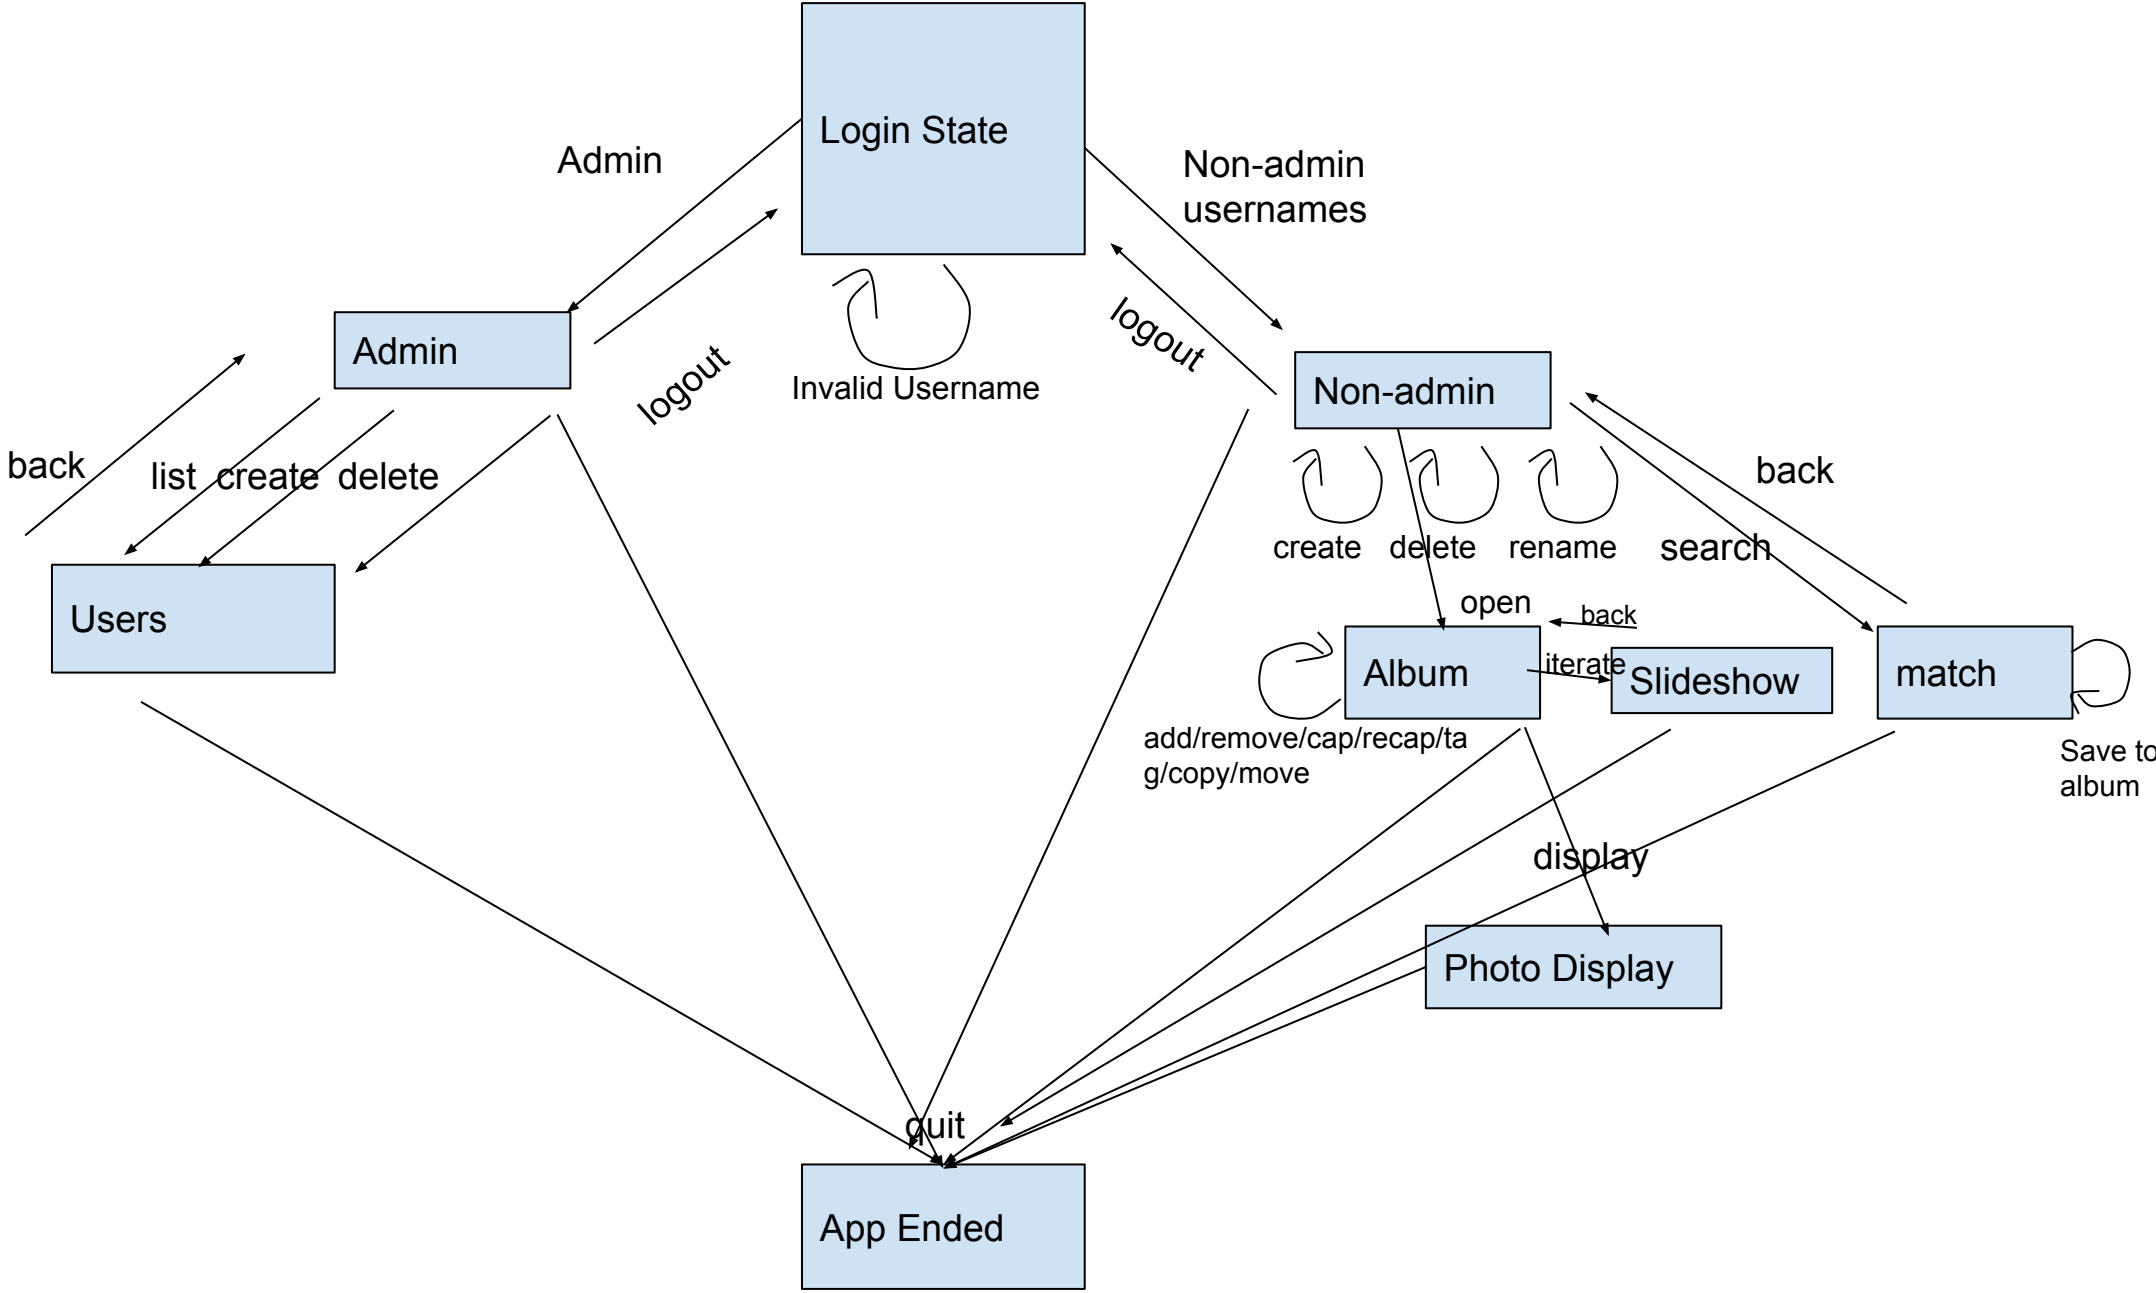 Login State
Admin
Non-admin
usernames
logout
logout
Admin
Invalid Username
Non-admin
back
list
create
delete
back
create
delete
rename
search
open
back
Users
Album
iterate
Slideshow
match
add/remove/cap/recap/ta
g/copy/move
Save to
album
display
Photo Display
quit
App Ended